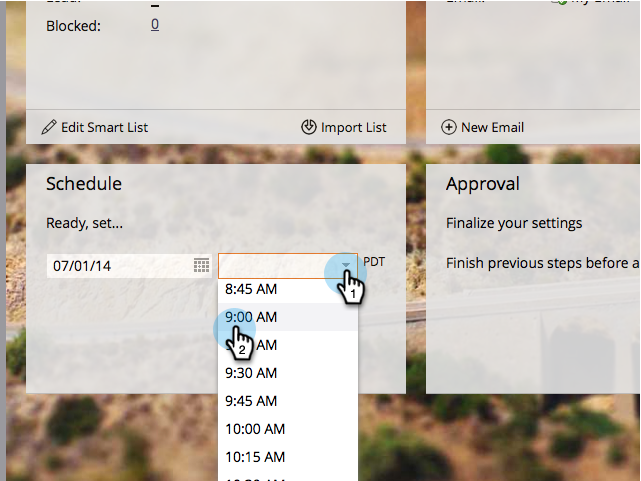 Blocked: 0
Edit Smart List
Import List
New Email
Schedule
Ready, set...
07/01/14
PDT
8:45 AM
1
9:00 AM
2
AM
9:30 AM
9:45 AM
10:00 AM
10:15 AM
Approval
Finalize your settings
Finish previous steps before a